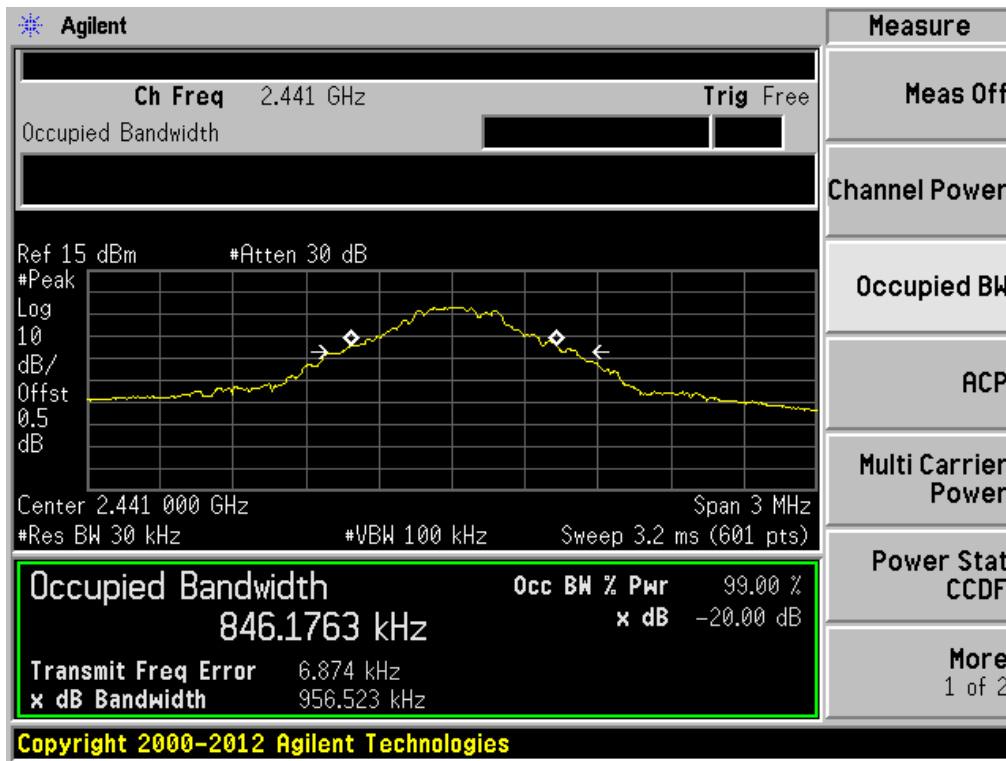 Agilent
Measure
Ch Freq 2.441 GHz Trig Free
Occupied Bandwidth
Meas Off
Channel Power
Occupied BW
ACP
Multi Carrier
Power
Power Stat
CCDF
More
1 of 2
Ref 15 dBm #Atten 30 dB
#Peak
Log
10
dB/
Offst
0.5
dB
Center 2.441 000 GHz Span 3 MHz
#Res BW 30 kHz #VBW 100 kHz Sweep 3.2 ms (601 pts)
Occupied Bandwidth Occ BW % Pwr 99.00 %
846.1763 kHz x dB -20.00 dB
Transmit Freq Error 6.874 kHz
x dB Bandwidth 956.523 kHz
Copyright 2000-2012 Agilent Technologies